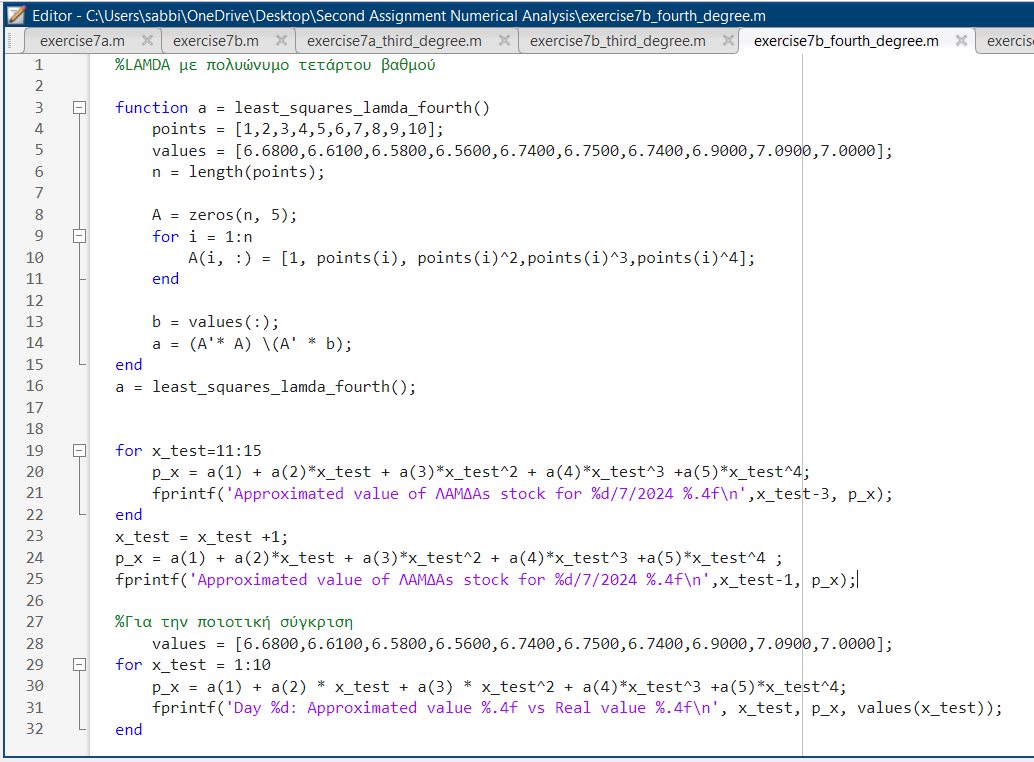 Editor - C:\Users\sabbi\OneDrive\Desktop\Second Assignment Numerical Analysis\exercise7b_fourth_degree.m
exercise7a.m exercise7b.m exercise7a_third_degree.m exercise7b_third_degree.m exercise7b_fourth_degree.m exercis
1 %LAMDA με πολυώνυμο τετάρτου βαθμού
2
3 function a = least_squares_lamda_fourth()
4 points = [1,2,3,4,5,6,7,8,9,10];
5 values = [6.6800,6.6100,6.5800,6.5600,6.7400,6.7500,6.7400,6.9000,7.0900,7.0000];
6 n = length(points);
7
8 A = zeros(n, 5);
9 for i = 1:n
10 A(i, :) = [1, points(i), points(i)^2,points(i)^3,points(i)^4];
11 end
12
13 b = values(:);
14 a = (A'* A) \(A' * b);
15 end
16 a = least_squares_lamda_fourth();
17
18
19 for x_test=11:15
20 p_x = a(1) + a(2)*x_test + a(3)*x_test^2 + a(4)*x_test^3 +a(5)*x_test^4;
21 fprintf('Approximated value of ΛΑΜΔΑs stock for %d/7/2024 %.4f\n',x_test-3, p_x);
22 end
23 x_test = x_test +1;
24 p_x = a(1) + a(2)*x_test + a(3)*x_test^2 + a(4)*x_test^3 +a(5)*x_test^4 ;
25 fprintf('Approximated value of ΛΑΜΔΑs stock for %d/7/2024 %.4f\n',x_test-1, p_x);
26
27 %Για την ποιοτική σύγκριση
28 values = [6.6800,6.6100,6.5800,6.5600,6.7400,6.7500,6.7400,6.9000,7.0900,7.0000];
29 for x_test = 1:10
30 p_x = a(1) + a(2) * x_test + a(3) * x_test^2 + a(4)*x_test^3 +a(5)*x_test^4;
31 fprintf('Day %d: Approximated value %.4f vs Real value %.4f\n', x_test, p_x, values(x_test));
32 end